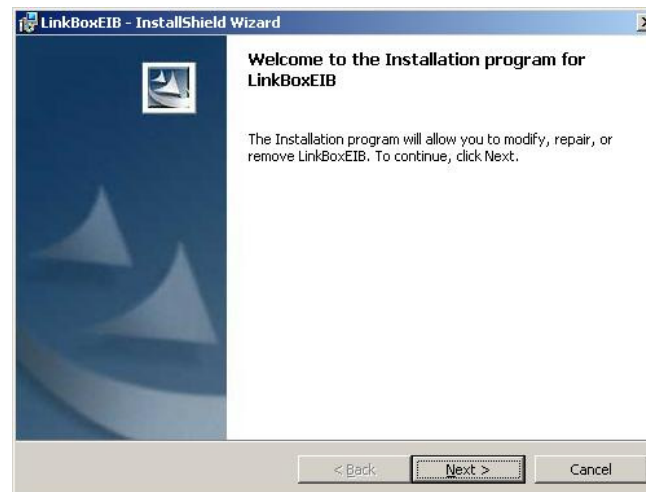 LinkBoxEIB - InstallShield Wizard
Welcome to the Installation program for
LinkBoxEIB
The Installation program will allow you to modify, repair, or
remove LinkBoxEIB. To continue, click Next.
< Back
Next >
Cancel